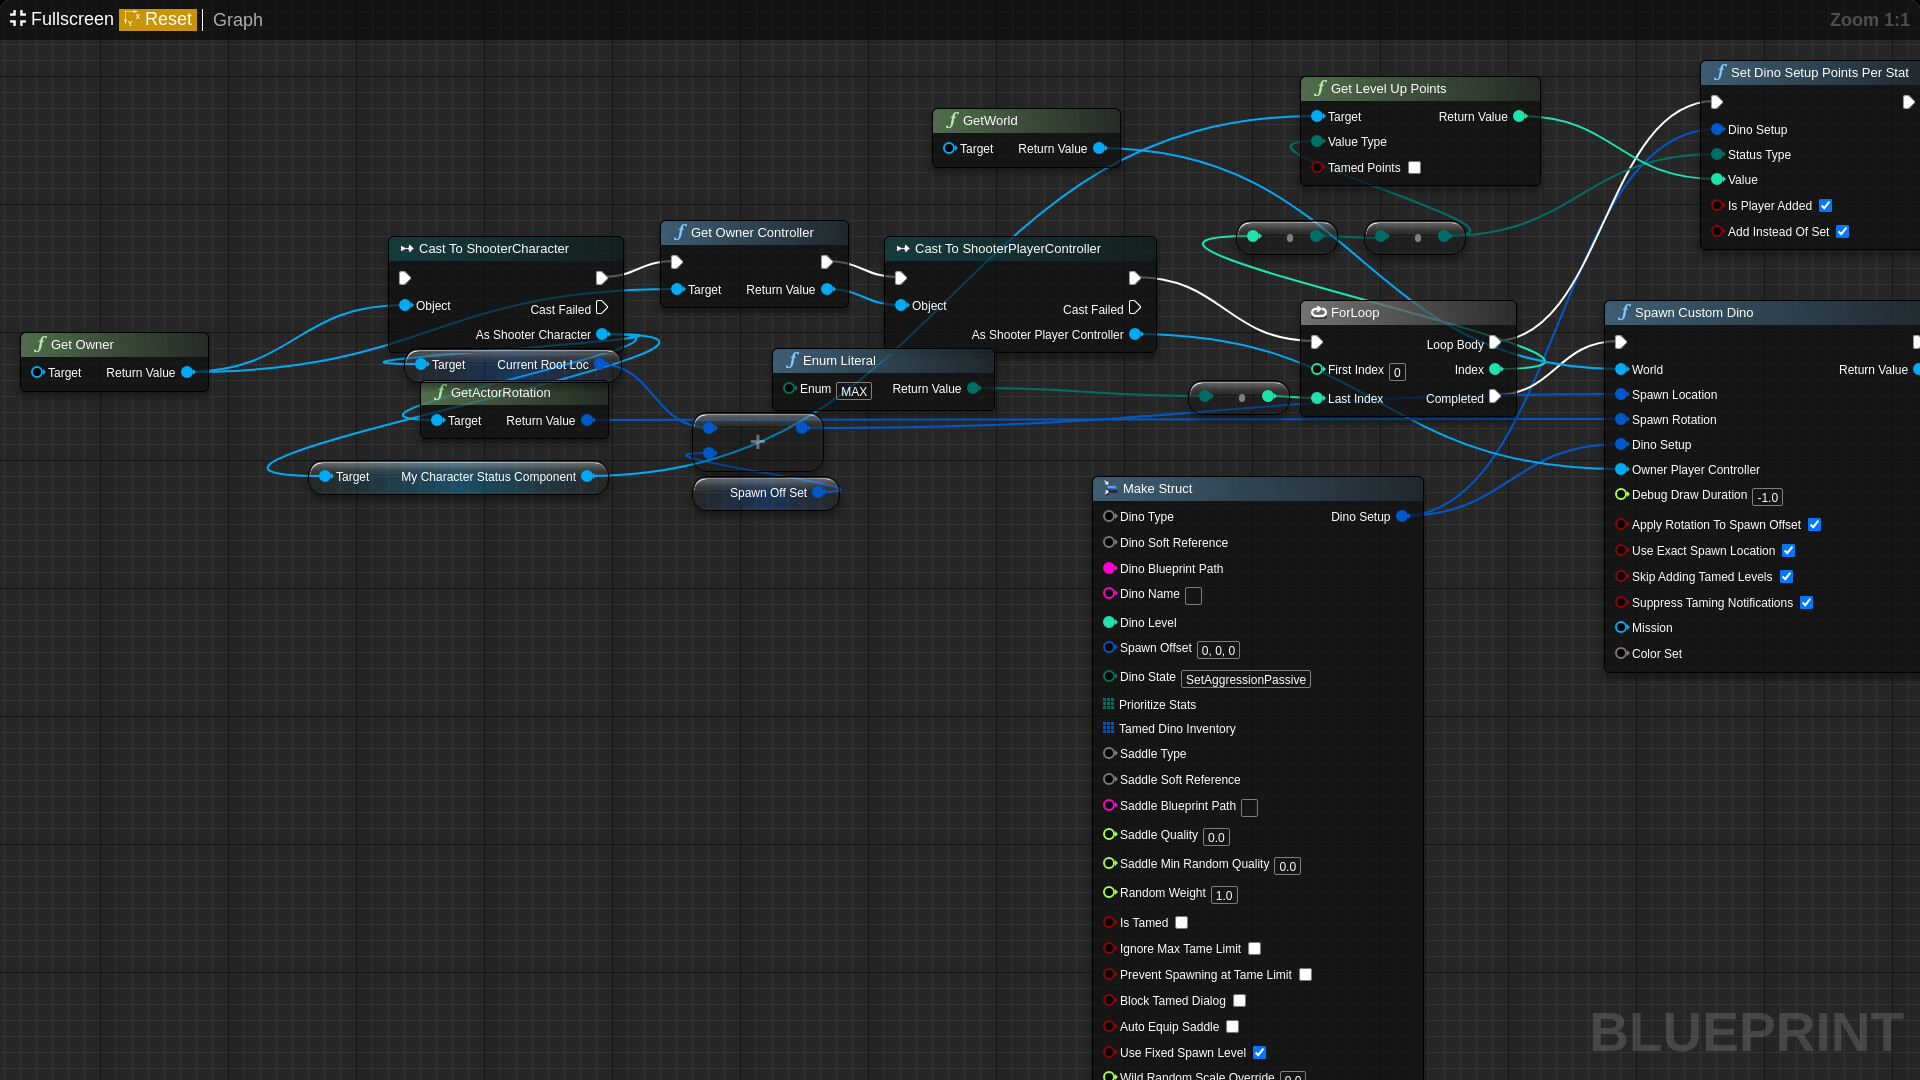 Fullscreen Reset Graph
Zoom 1:1
Get Owner
Target Return Value
Cast To ShooterCharacter
Object Cast Failed
As Shooter Character
Target Current Root Loc
GetActorRotation
Target Return Value
Target My Character Status Component
Get Owner Controller
Target Return Value
Cast To ShooterPlayerController
Object Cast Failed
As Shooter Player Controller
GetWorld
Target Return Value
Enum Literal
Enum MAX Return Value
+
Spawn Off Set
Get Level Up Points
Target Return Value
Value Type
Tamed Points
ForLoop
Loop Body
First Index 0 Index
Last Index Completed
Set Dino Setup Points Per Stat
Dino Setup
Status Type
Value
Is Player Added
Add Instead Of Set
Spawn Custom Dino
World Return Value
Spawn Location
Spawn Rotation
Dino Setup
Owner Player Controller
Debug Draw Duration -1.0
Apply Rotation To Spawn Offset
Use Exact Spawn Location
Skip Adding Tamed Levels
Suppress Taming Notifications
Mission
Color Set
Make Struct
Dino Type Dino Setup
Dino Soft Reference
Dino Blueprint Path
Dino Name
Dino Level
Spawn Offset 0, 0, 0
Dino State SetAggressionPassive
Prioritize Stats
Tamed Dino Inventory
Saddle Type
Saddle Soft Reference
Saddle Blueprint Path
Saddle Quality 0.0
Saddle Min Random Quality 0.0
Random Weight 1.0
Is Tamed
Ignore Max Tame Limit
Prevent Spawning at Tame Limit
Block Tamed Dialog
Auto Equip Saddle
Use Fixed Spawn Level
Wild Random Scale Override 0.0
BLUEPRINT